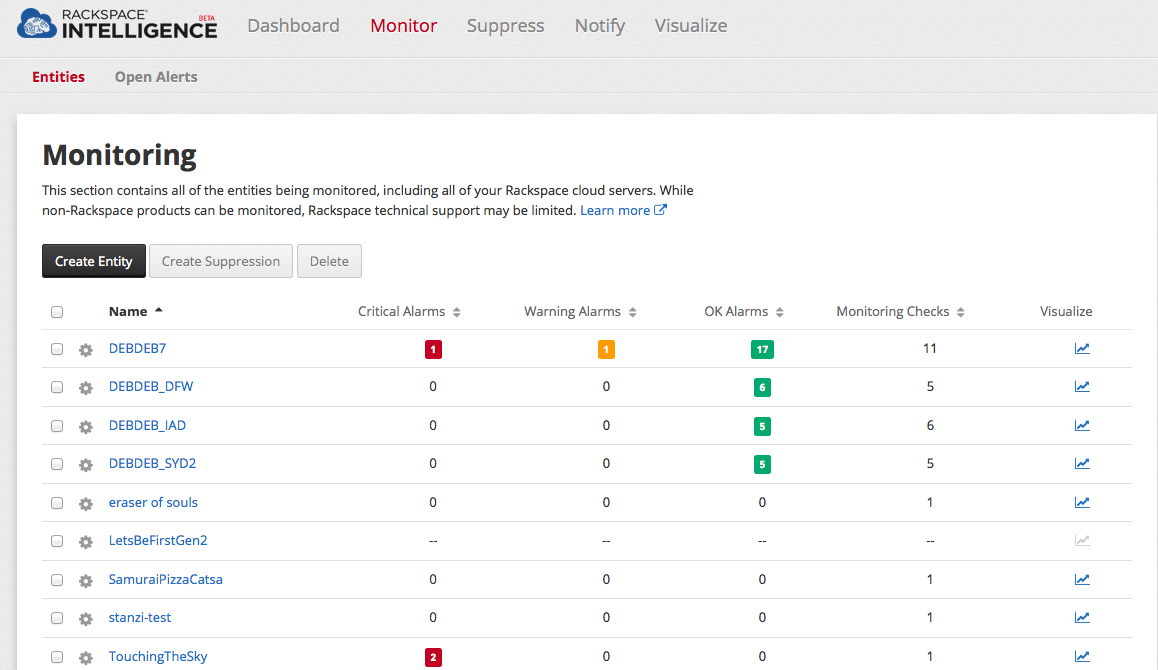 RACKSPACE®
INTELLIGENCE BETA
Dashboard Monitor Suppress Notify Visualize
Entities Open Alerts
Monitoring
This section contains all of the entities being monitored, including all of your Rackspace cloud servers. While
non-Rackspace products can be monitored, Rackspace technical support may be limited. Learn more
Create Entity Create Suppression Delete
Name Critical Alarms Warning Alarms OK Alarms Monitoring Checks Visualize
DEBDEB7 1 1 17 11
DEBDEB_DFW 0 0 6 5
DEBDEB_IAD 0 0 5 6
DEBDEB_SYD2 0 0 5 5
eraser of souls 0 0 0 1
LetsBeFirstGen2 -- -- -- --
SamuraiPizzaCatsa 0 0 0 1
stanzi-test 0 0 0 1
TouchingTheSky 2 0 0 1